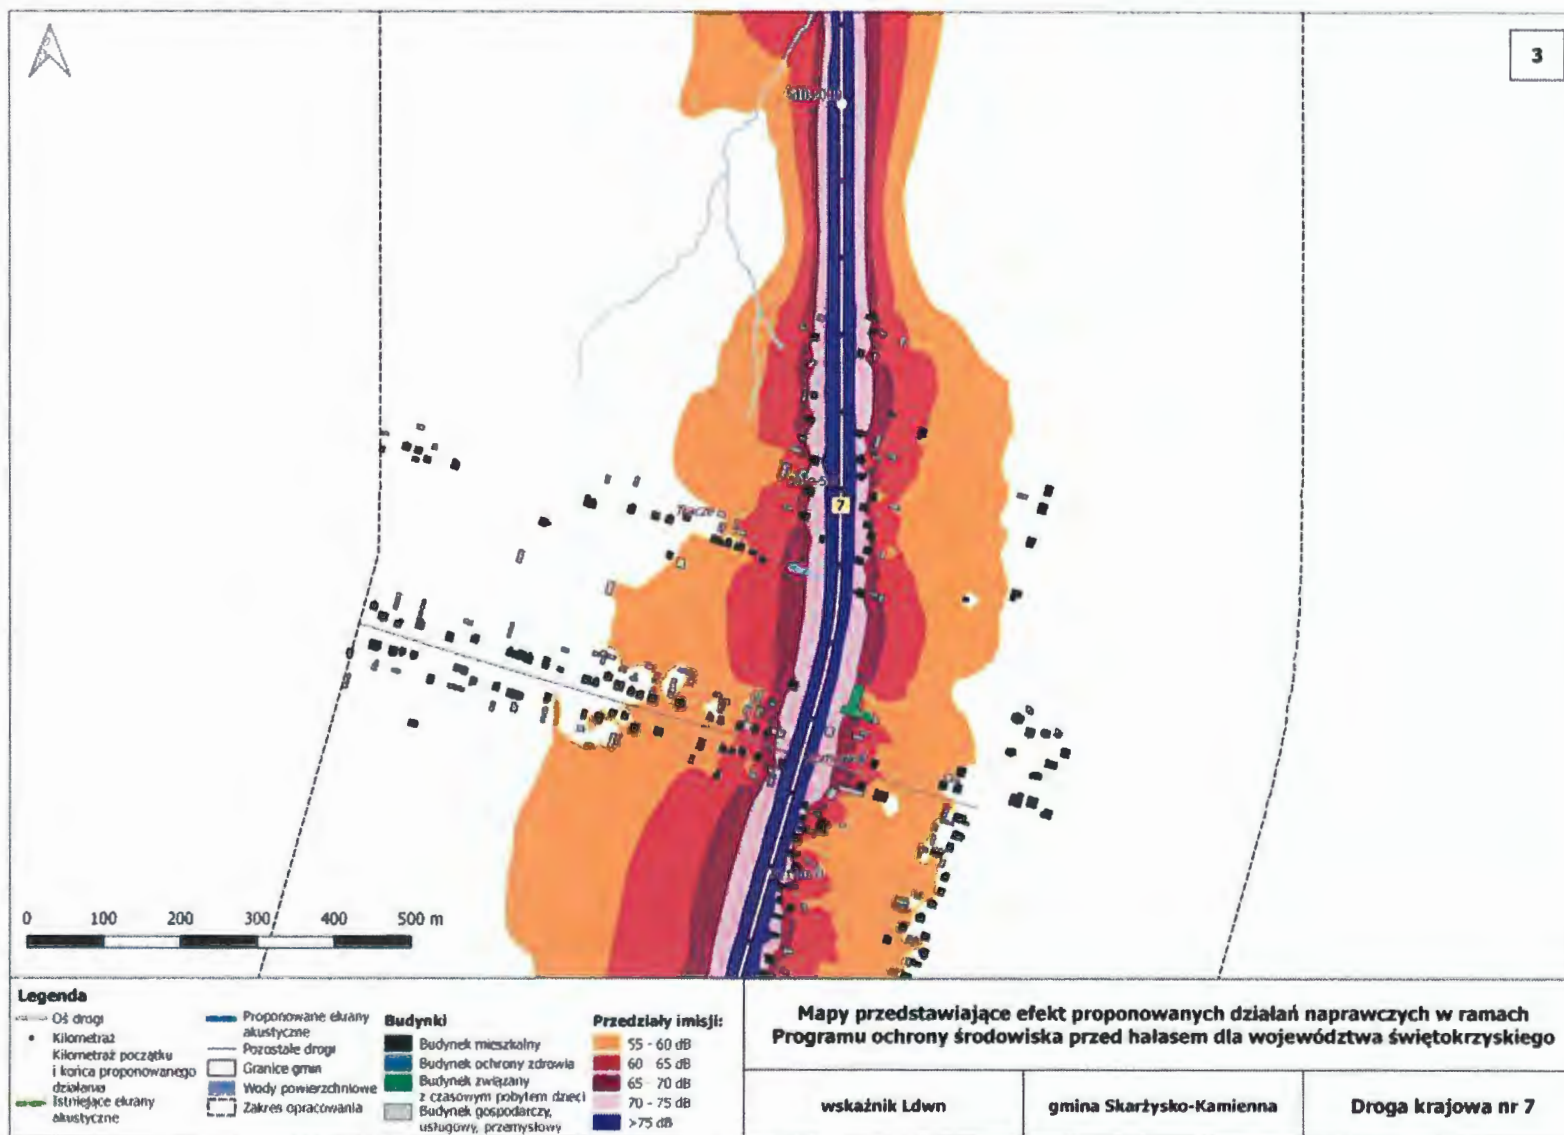 3
7
0 100 200 300 400 500 m
Legenda
Oś drogi
Kilometraż
Kilometraż początku
i końca proponowanego
działania
Istniejące ekrany
akustyczne
Proponowane ekrany
akustyczne
Pozostałe drogi
Granice gmin
Wody powierzchniowe
Zakres opracowania
Budynki
Budynek mieszkalny
Budynek ochrony zdrowia
Budynek związany
z czasowym pobytem dzieci
Budynek gospodarczy,
usługowy, przemysłowy
Przedziały imisji:
55 - 60 dB
60 - 65 dB
65 - 70 dB
70 - 75 dB
>75 dB
Mapy przedstawiające efekt proponowanych działań naprawczych w ramach
Programu ochrony środowiska przed hałasem dla województwa świętokrzyskiego
wskaźnik Ldwn
gmina Skarżysko-Kamienna
Droga krajowa nr 7